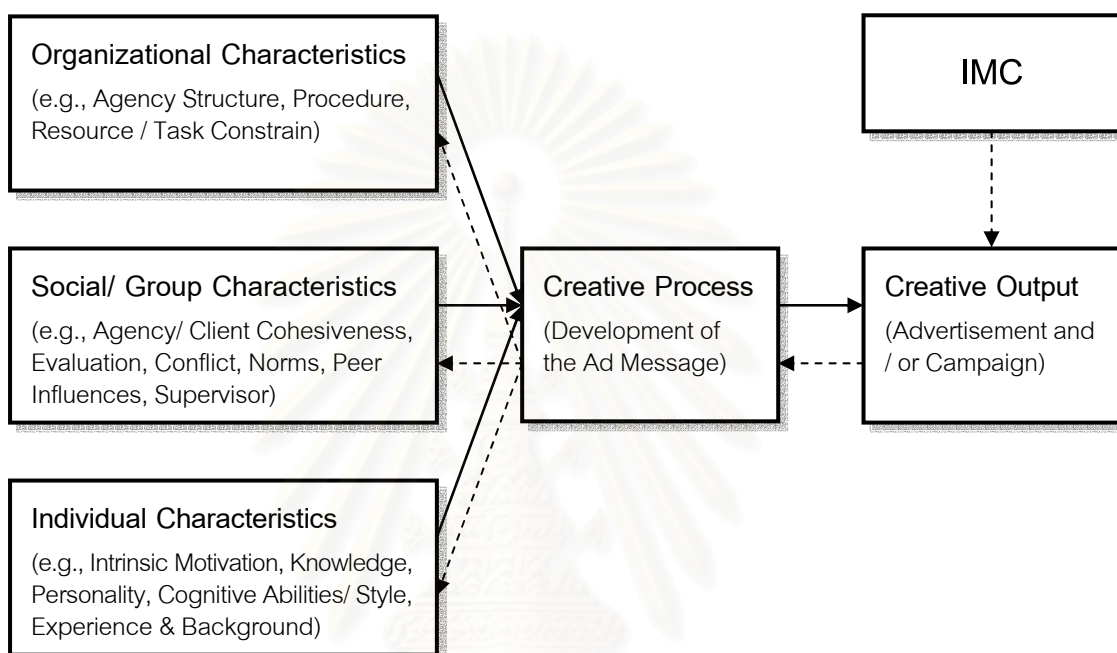 Organizational Characteristics
(e.g., Agency Structure, Procedure,
Resource / Task Constrain)
IMC
Social/ Group Characteristics
(e.g., Agency/ Client Cohesiveness,
Evaluation, Conflict, Norms, Peer
Influences, Supervisor)
Creative Process
(Development of
the Ad Message)
Creative Output
(Advertisement and
/ or Campaign)
Individual Characteristics
(e.g., Intrinsic Motivation, Knowledge,
Personality, Cognitive Abilities/ Style,
Experience & Background)